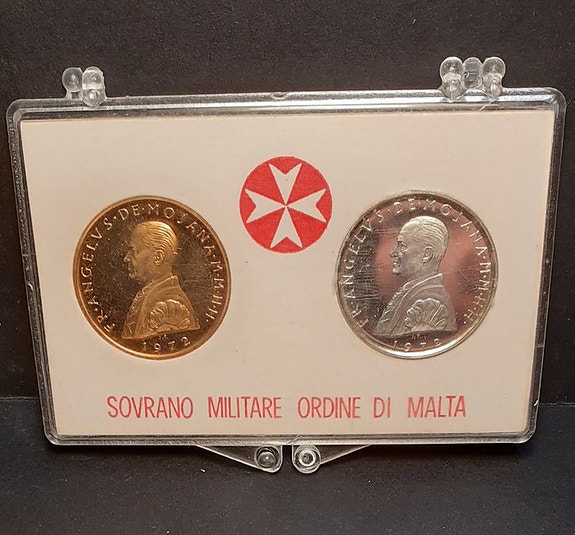 FR·ANGELVS·DE·MOJANA·M·M·H·H·
1972
FR·ANGELVS·DE·MOJANA·M·M·H·H·
1972
SOVRANO MILITARE ORDINE DI MALTA